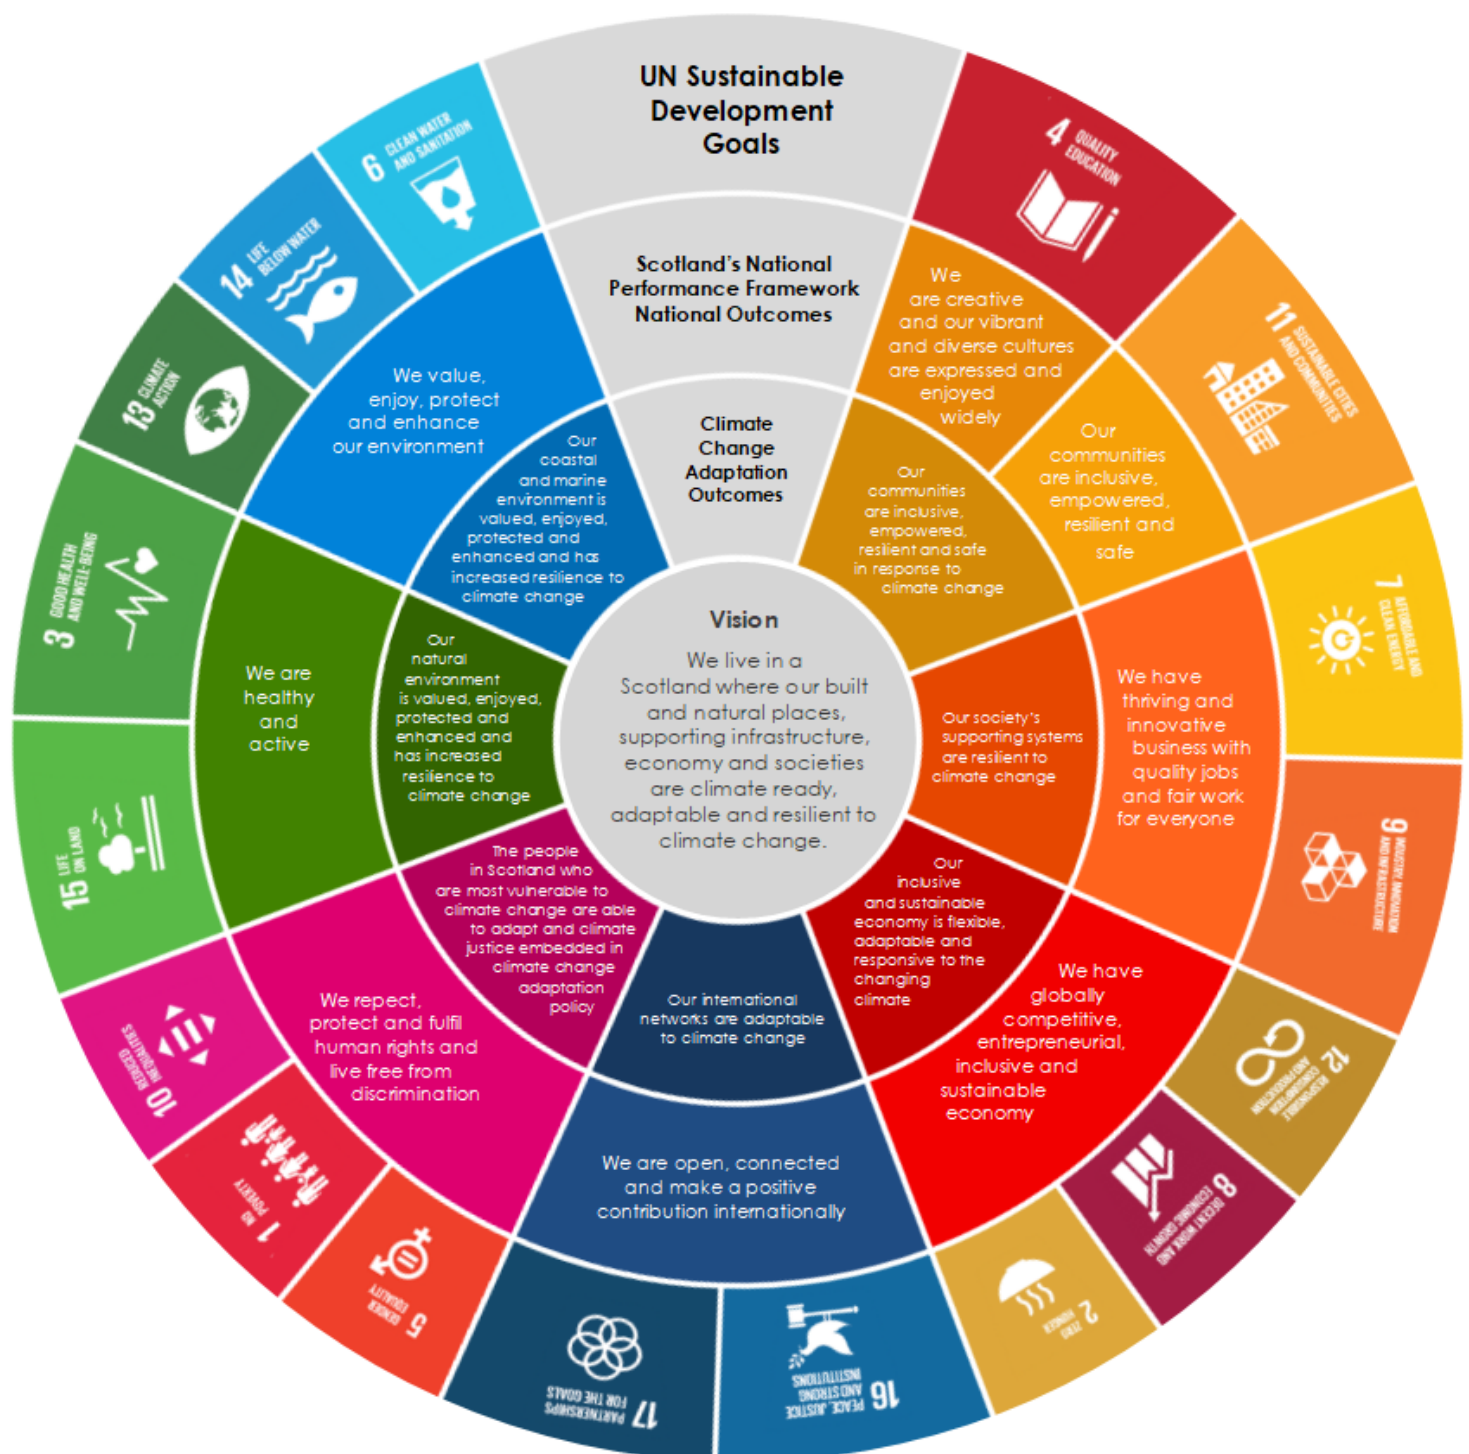 UN Sustainable
Development
Goals
Scotland's National
Performance Framework
National Outcomes
Climate
Change
Adaptation
Outcomes
Vision
We live in a
Scotland where our built
and natural places,
supporting infrastructure,
economy and societies
are climate ready,
adaptable and resilient to
climate change.
4 QUALITY
EDUCATION
11 SUSTAINABLE CITIES
AND COMMUNITIES
7 AFFORDABLE AND
CLEAN ENERGY
9 INDUSTRY, INNOVATION
AND INFRASTRUCTURE
12 RESPONSIBLE
CONSUMPTION
AND PRODUCTION
8 DECENT WORK AND
ECONOMIC GROWTH
2 ZERO
HUNGER
16 PEACE, JUSTICE
AND STRONG
INSTITUTIONS
17 PARTNERSHIPS
FOR THE GOALS
5 GENDER
EQUALITY
1 NO
POVERTY
10 REDUCED
INEQUALITIES
15 LIFE
ON LAND
3 GOOD HEALTH
AND WELL-BEING
13 CLIMATE
ACTION
14 LIFE
BELOW WATER
6 CLEAN WATER
AND SANITATION
We
are creative
and our vibrant
and diverse cultures
are expressed and
enjoyed
widely
Our
communities
are inclusive,
empowered,
resilient and
safe
We have
thriving and
innovative
business with
quality jobs
and fair work
for everyone
We have
globally
competitive,
entrepreneurial,
inclusive and
sustainable
economy
We are open, connected
and make a positive
contribution internationally
We repect,
protect and fulfil
human rights and
live free from
discrimination
We are
healthy
and
active
We value,
enjoy, protect
and enhance
our environment
Our
communities
are inclusive,
empowered,
resilient and safe
in response to
climate change
Our society's
supporting systems
are resilient to
climate change
Our
inclusive
and sustainable
economy is flexible,
adaptable and
responsive to the
changing
climate
Our international
networks are adaptable
to climate change
The people
in Scotland who
are most vulnerable to
climate change are able
to adapt and climate
justice embedded in
climate change
adaptation
policy
Our
natural
environment
is valued, enjoyed,
protected and
enhanced and
has increased
resilience to
climate change
Our
coastal
and marine
environment is
valued, enjoyed,
protected and
enhanced and has
increased resilience to
climate change